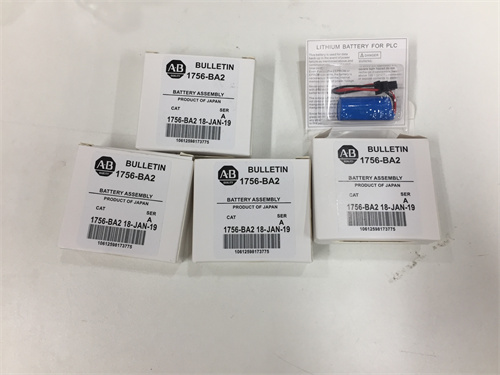 AB
BULLETIN
1756-BA2
BATTERY ASSEMBLY
PRODUCT OF JAPAN
CAT
SER
A
1756-BA2 18-JAN-19
10612598173775
LITHIUM BATTERY FOR PLC
DANGER
AB
BULLETIN
1756-BA2
BATTERY ASSEMBLY
PRODUCT OF JAPAN
CAT
SER
A
1756-BA2 18-JAN-19
10612598173775
AB
BULLETIN
1756-BA2
BATTERY ASSEMBLY
PRODUCT OF JAPAN
CAT
SER
A
1756-BA2 18-JAN-19
10612598173775
AB
BULLETIN
1756-BA2
BATTERY ASSEMBLY
PRODUCT OF JAPAN
CAT
SER
A
1756-BA2 18-JAN-19
10612598173775